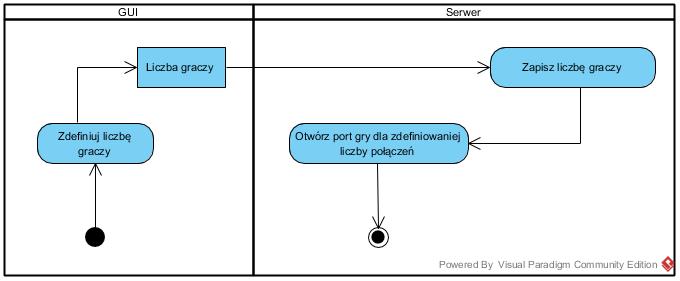 GUI
Serwer
Liczba graczy
Zapisz liczbę graczy
Zdefiniuj liczbę
graczy
Otwórz port gry dla zdefiniowaniej
liczby połączeń
Powered By Visual Paradigm Community Edition